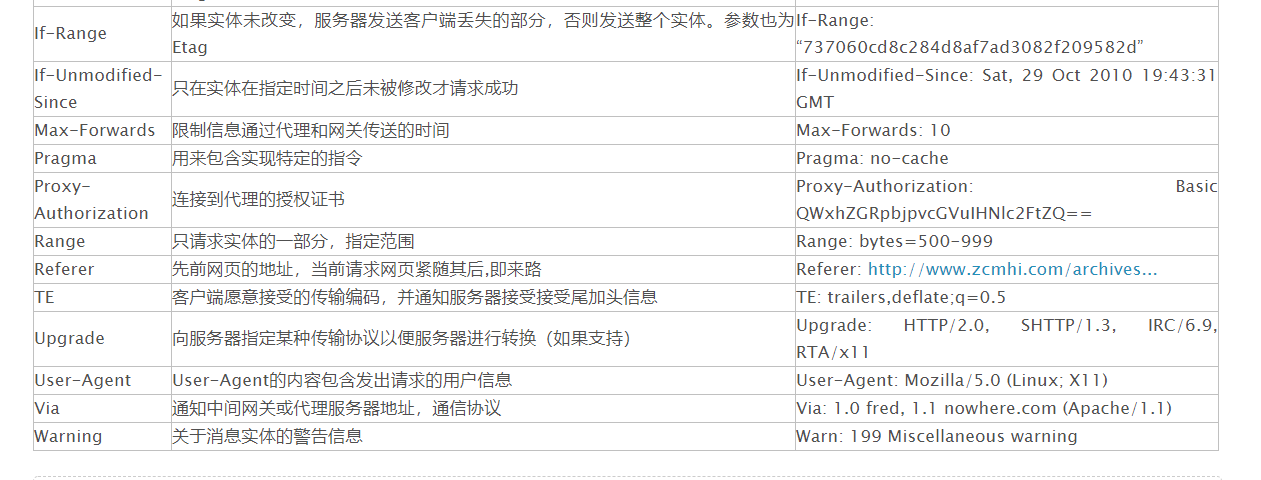 If-Range
如果实体未改变，服务器发送客户端丢失的部分，否则发送整个实体。参数也为
Etag
If-Range:
“737060cd8c284d8af7ad3082f209582d”
If-Unmodified-
Since
只在实体在指定时间之后未被修改才请求成功
If-Unmodified-Since: Sat, 29 Oct 2010 19:43:31
GMT
Max-Forwards
限制信息通过代理和网关传送的时间
Max-Forwards: 10
Pragma
用来包含实现特定的指令
Pragma: no-cache
Proxy-
Authorization
连接到代理的授权证书
Proxy-Authorization: Basic
QWxhZGRpbjpvcGVuIHNlc2FtZQ==
Range
只请求实体的一部分，指定范围
Range: bytes=500-999
Referer
先前网页的地址，当前请求网页紧随其后,即来路
Referer: http://www.zcmhi.com/archives...
TE
客户端愿意接受的传输编码，并通知服务器接受接受尾加头信息
TE: trailers,deflate;q=0.5
Upgrade
向服务器指定某种传输协议以便服务器进行转换（如果支持）
Upgrade: HTTP/2.0, SHTTP/1.3, IRC/6.9,
RTA/x11
User-Agent
User-Agent的内容包含发出请求的用户信息
User-Agent: Mozilla/5.0 (Linux; X11)
Via
通知中间网关或代理服务器地址，通信协议
Via: 1.0 fred, 1.1 nowhere.com (Apache/1.1)
Warning
关于消息实体的警告信息
Warn: 199 Miscellaneous warning